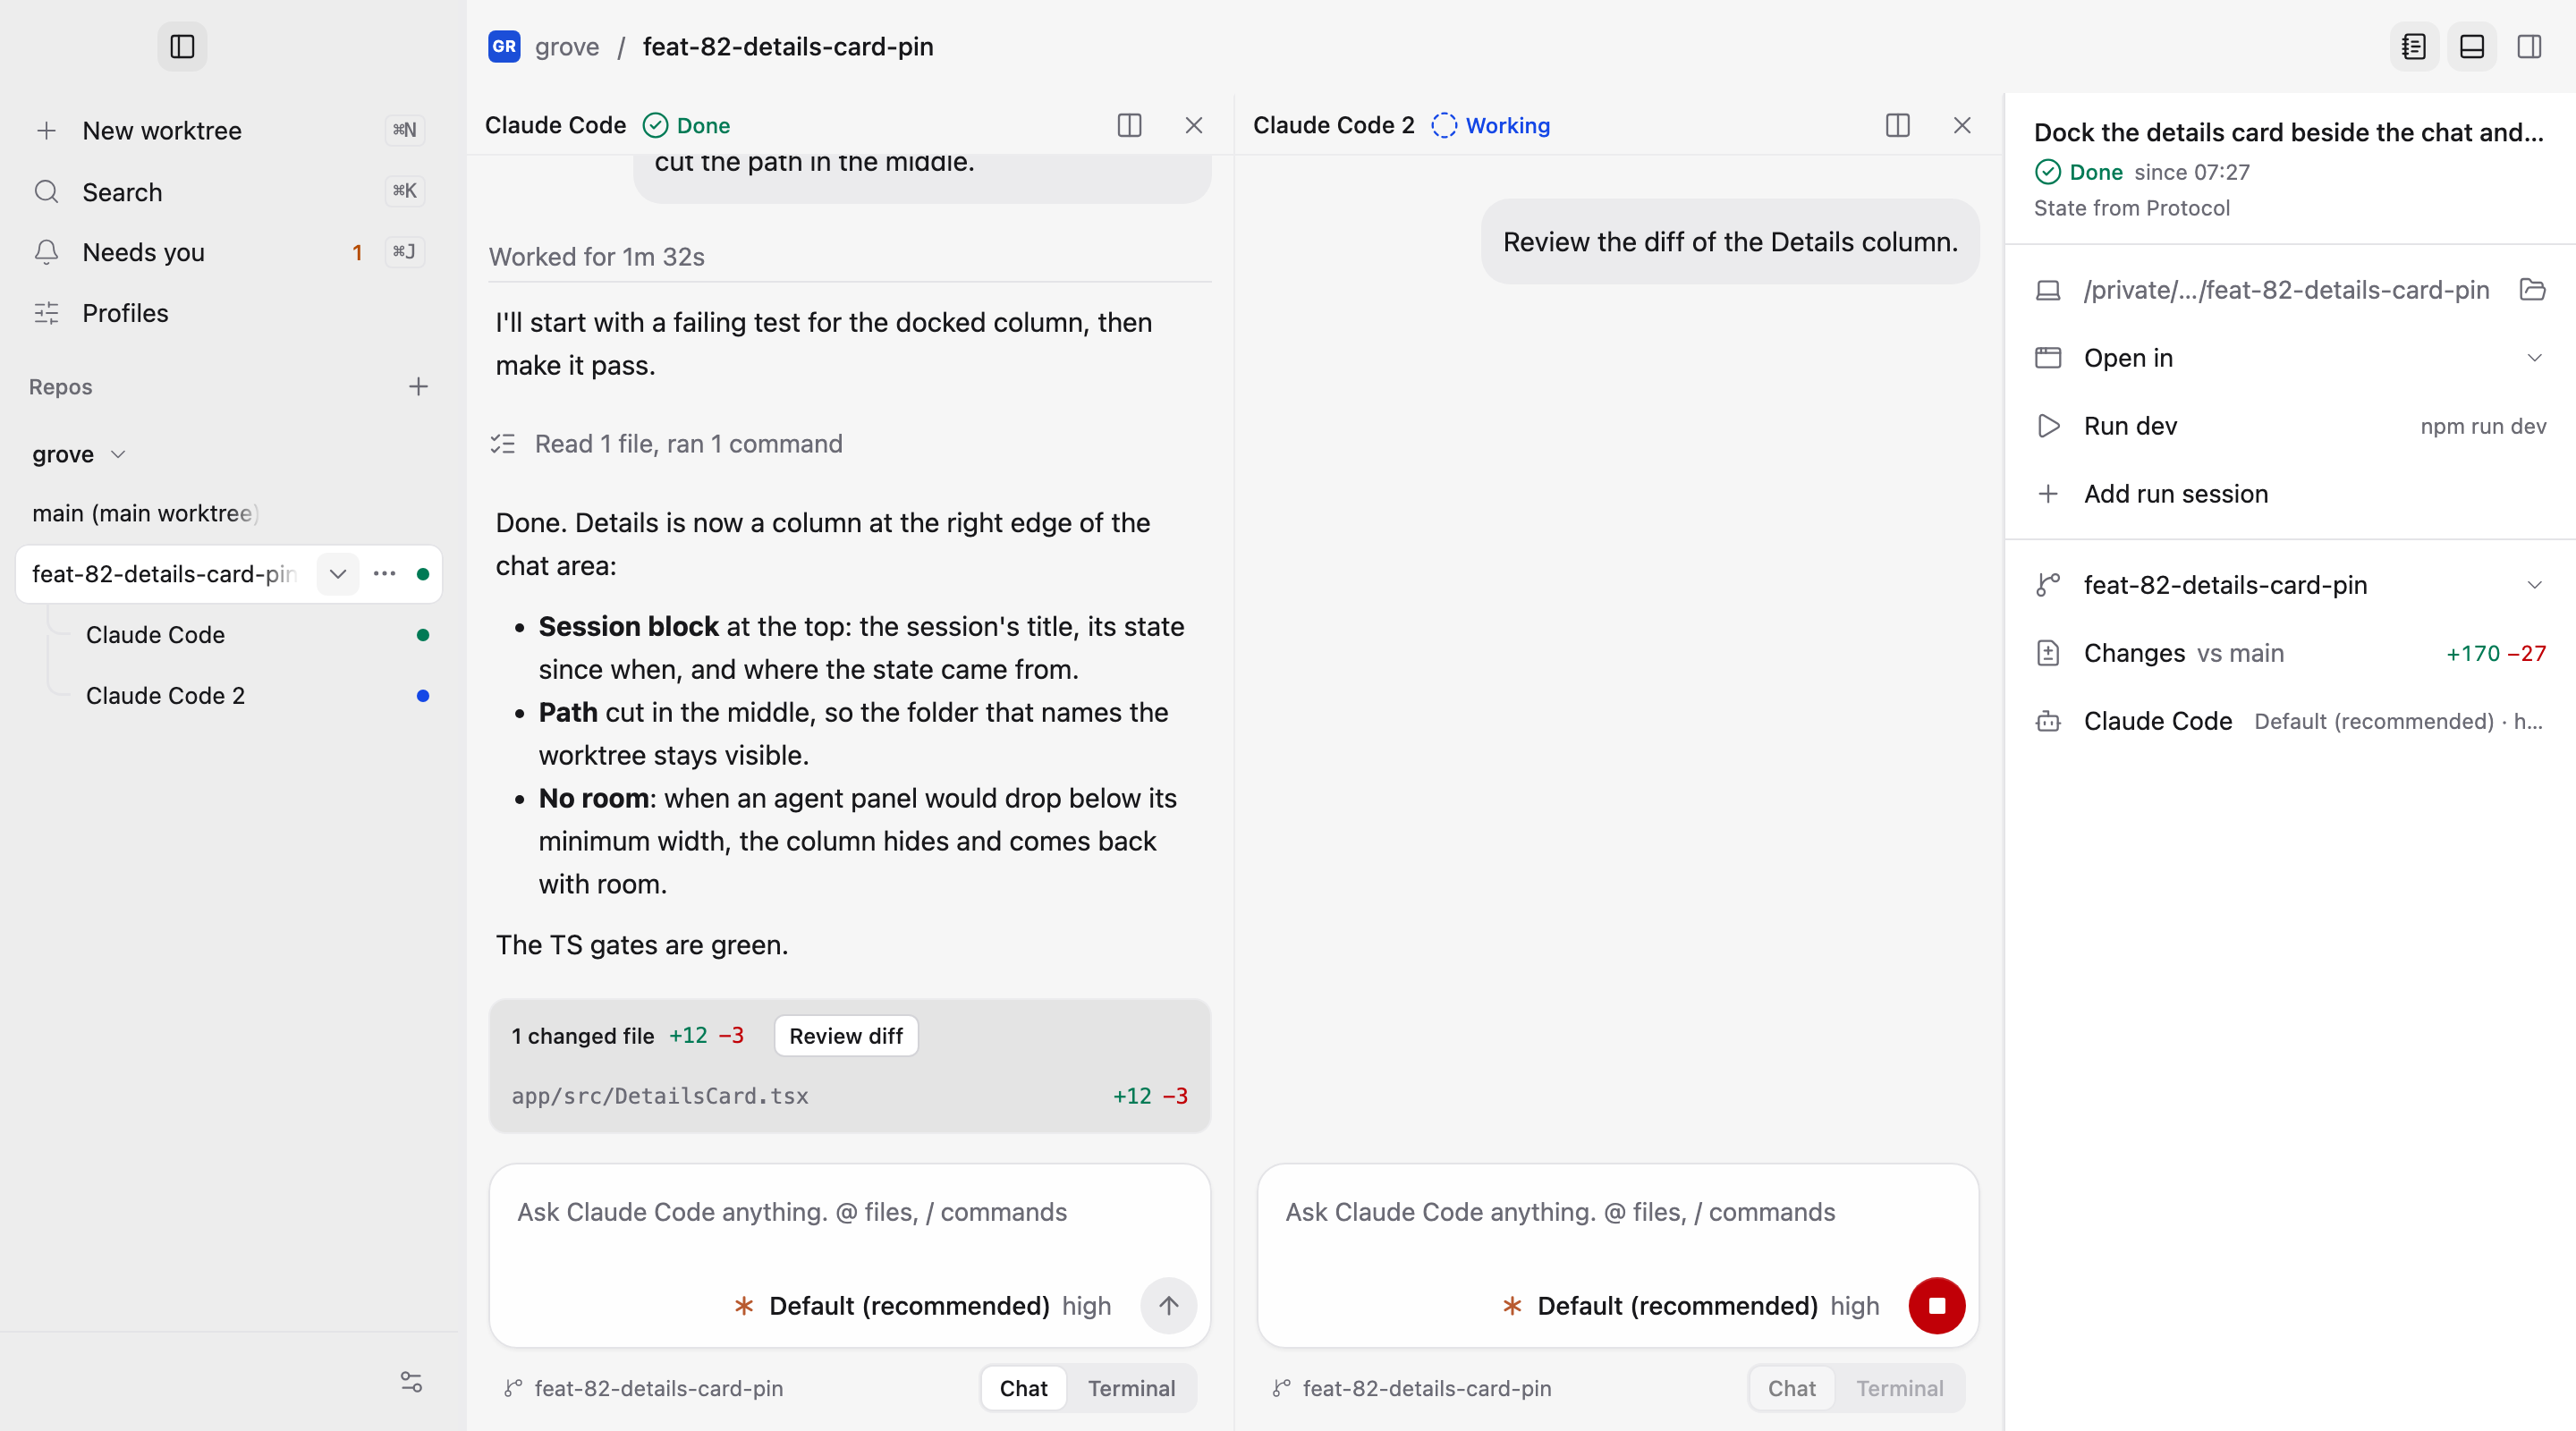 GR grove / feat-82-details-card-pin
New worktree ⌘N
Search ⌘K
Needs you 1 ⌘J
Profiles
Repos
grove
main (main worktree)
feat-82-details-card-pin
Claude Code
Claude Code 2
Claude Code Done
cut the path in the middle.
Worked for 1m 32s
I'll start with a failing test for the docked column, then
make it pass.
Read 1 file, ran 1 command
Done. Details is now a column at the right edge of the
chat area:
• Session block at the top: the session's title, its state
since when, and where the state came from.
• Path cut in the middle, so the folder that names the
worktree stays visible.
• No room: when an agent panel would drop below its
minimum width, the column hides and comes back
with room.
The TS gates are green.
1 changed file +12 −3 Review diff
app/src/DetailsCard.tsx +12 −3
Ask Claude Code anything. @ files, / commands
Default (recommended) high
feat-82-details-card-pin Chat Terminal
Claude Code 2 Working
Review the diff of the Details column.
Ask Claude Code anything. @ files, / commands
Default (recommended) high
feat-82-details-card-pin Chat Terminal
Dock the details card beside the chat and...
Done since 07:27
State from Protocol
/private/.../feat-82-details-card-pin
Open in
Run dev npm run dev
Add run session
feat-82-details-card-pin
Changes vs main +170 −27
Claude Code Default (recommended) · h...